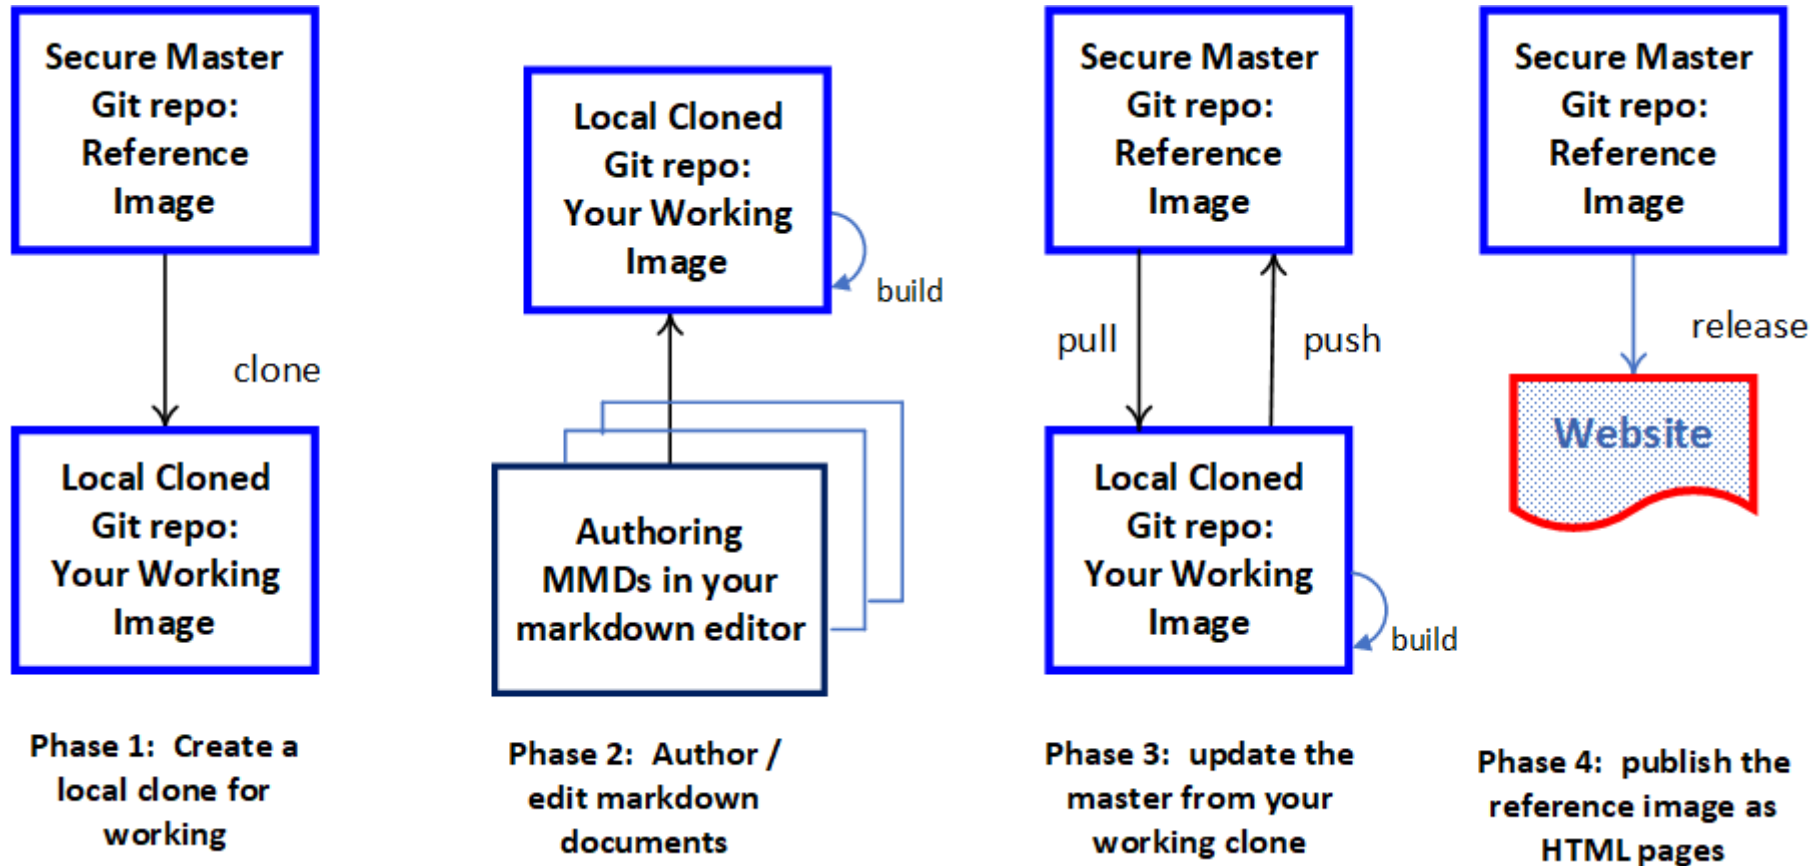 Secure Master
Git repo:
Reference
Image
clone
Local Cloned
Git repo:
Your Working
Image
Phase 1: Create a
local clone for
working
Local Cloned
Git repo:
Your Working
Image
build
Authoring
MMDs in your
markdown editor
Phase 2: Author /
edit markdown
documents
Secure Master
Git repo:
Reference
Image
pull
push
Local Cloned
Git repo:
Your Working
Image
build
Phase 3: update the
master from your
working clone
Secure Master
Git repo:
Reference
Image
release
Website
Phase 4: publish the
reference image as
HTML pages